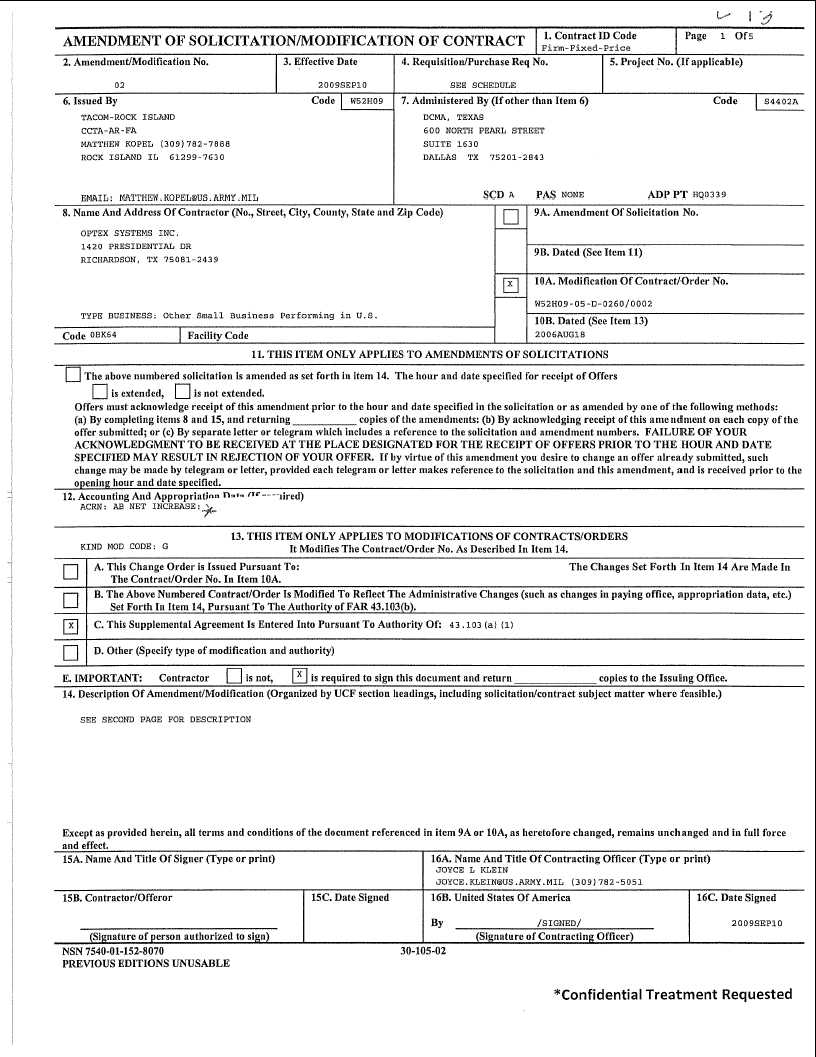 AMENDMENT OF SOLICITATION/MODIFICATION OF CONTRACT
1. Contract ID Code
Firm-Fixed-Price
Page 1 Of5
2. Amendment/Modification No.
02
3. Effective Date
2009SEP10
4. Requisition/Purchase Req No.
SEE SCHEDULE
5. Project No. (If applicable)
6. Issued By
Code W52H09
TACOM-ROCK ISLAND
CCTA-AR-FA
MATTHEW KOPEL (309)782-7888
ROCK ISLAND IL 61299-7630
EMAIL: MATTHEW.KOPEL@US.ARMY.MIL
7. Administered By (If other than Item 6)
Code S4402A
DCMA, TEXAS
600 NORTH PEARL STREET
SUITE 1630
DALLAS TX 75201-2843
SCD A PAS NONE ADP PT HQ0339
8. Name And Address Of Contractor (No., Street, City, County, State and Zip Code)
OPTEX SYSTEMS INC.
1420 PRESIDENTIAL DR
RICHARDSON, TX 75081-2439
TYPE BUSINESS: Other Small Business Performing in U.S.
Code 0BK64 Facility Code
9A. Amendment Of Solicitation No.
9B. Dated (See Item 11)
X
10A. Modification Of Contract/Order No.
W52H09-05-D-0260/0002
10B. Dated (See Item 13)
2006AUG18
11. THIS ITEM ONLY APPLIES TO AMENDMENTS OF SOLICITATIONS
The above numbered solicitation is amended as set forth in item 14. The hour and date specified for receipt of Offers
is extended, is not extended.
Offers must acknowledge receipt of this amendment prior to the hour and date specified in the solicitation or as amended by one of the following methods:
(a) By completing items 8 and 15, and returning ___________ copies of the amendments: (b) By acknowledging receipt of this amendment on each copy of the
offer submitted; or (c) By separate letter or telegram which includes a reference to the solicitation and amendment numbers. FAILURE OF YOUR
ACKNOWLEDGMENT TO BE RECEIVED AT THE PLACE DESIGNATED FOR THE RECEIPT OF OFFERS PRIOR TO THE HOUR AND DATE
SPECIFIED MAY RESULT IN REJECTION OF YOUR OFFER. If by virtue of this amendment you desire to change an offer already submitted, such
change may be made by telegram or letter, provided each telegram or letter makes reference to the solicitation and this amendment, and is received prior to the
opening hour and date specified.
12. Accounting And Appropriation
ACRN: AB NET INCREASE: *
13. THIS ITEM ONLY APPLIES TO MODIFICATIONS OF CONTRACTS/ORDERS
KIND MOD CODE: G
It Modifies The Contract/Order No. As Described In Item 14.
A. This Change Order is Issued Pursuant To: The Changes Set Forth In Item 14 Are Made In
The Contract/Order No. In Item 10A.
B. The Above Numbered Contract/Order Is Modified To Reflect The Administrative Changes (such as changes in paying office, appropriation data, etc.)
Set Forth In Item 14, Pursuant To The Authority of FAR 43.103(b).
X C. This Supplemental Agreement Is Entered Into Pursuant To Authority Of: 43.103(a)(1)
D. Other (Specify type of modification and authority)
E. IMPORTANT: Contractor is not, X is required to sign this document and return ______________ copies to the Issuing Office.
14. Description Of Amendment/Modification (Organized by UCF section headings, including solicitation/contract subject matter where feasible.)
SEE SECOND PAGE FOR DESCRIPTION
Except as provided herein, all terms and conditions of the document referenced in item 9A or 10A, as heretofore changed, remains unchanged and in full force
and effect.
15A. Name And Title Of Signer (Type or print)
16A. Name And Title Of Contracting Officer (Type or print)
JOYCE L KLEIN
JOYCE.KLEIN@US.ARMY.MIL (309)782-5051
15B. Contractor/Offeror
(Signature of person authorized to sign)
15C. Date Signed
16B. United States Of America
By /SIGNED/
(Signature of Contracting Officer)
16C. Date Signed
2009SEP10
NSN 7540-01-152-8070
30-105-02
PREVIOUS EDITIONS UNUSABLE
*Confidential Treatment Requested